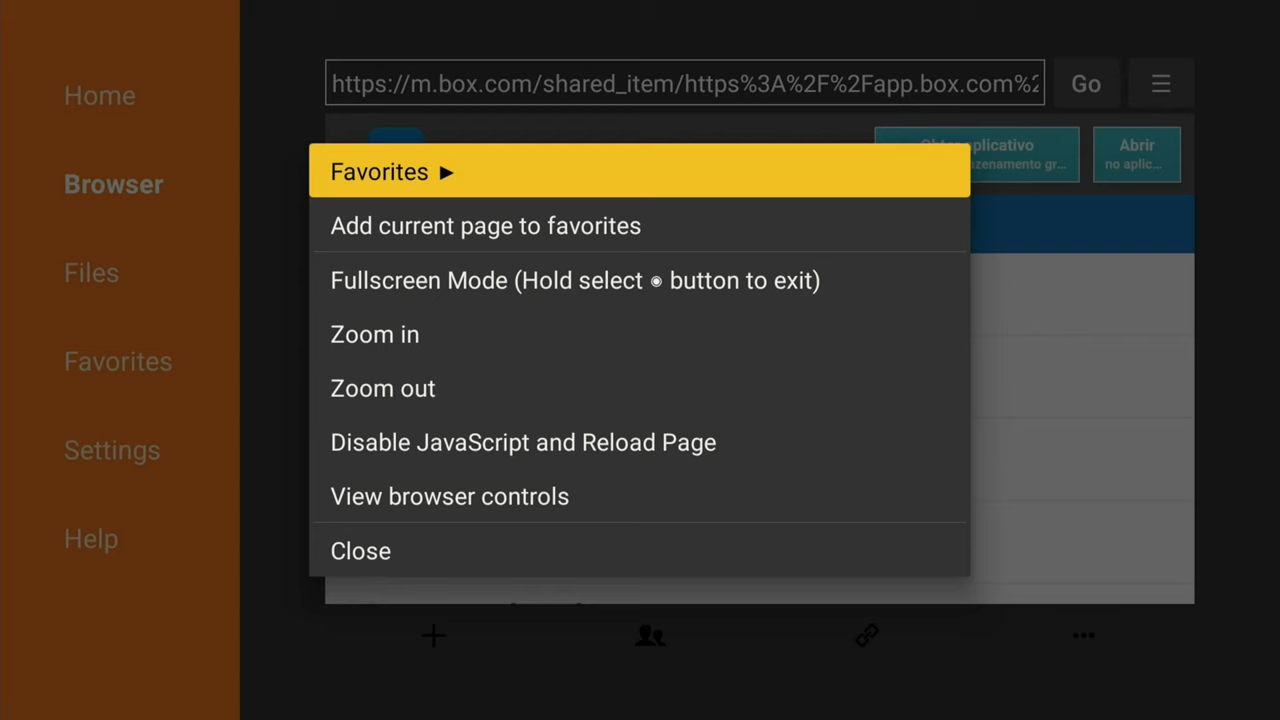 Home
Browser
Files
Favorites
Settings
Help
https://m.box.com/shared_item/https%3A%2F%2Fapp.box.com%2
Go
aplicativo
Abrir
no aplic...
Favorites ►
Add current page to favorites
Fullscreen Mode (Hold select ◉ button to exit)
Zoom in
Zoom out
Disable JavaScript and Reload Page
View browser controls
Close